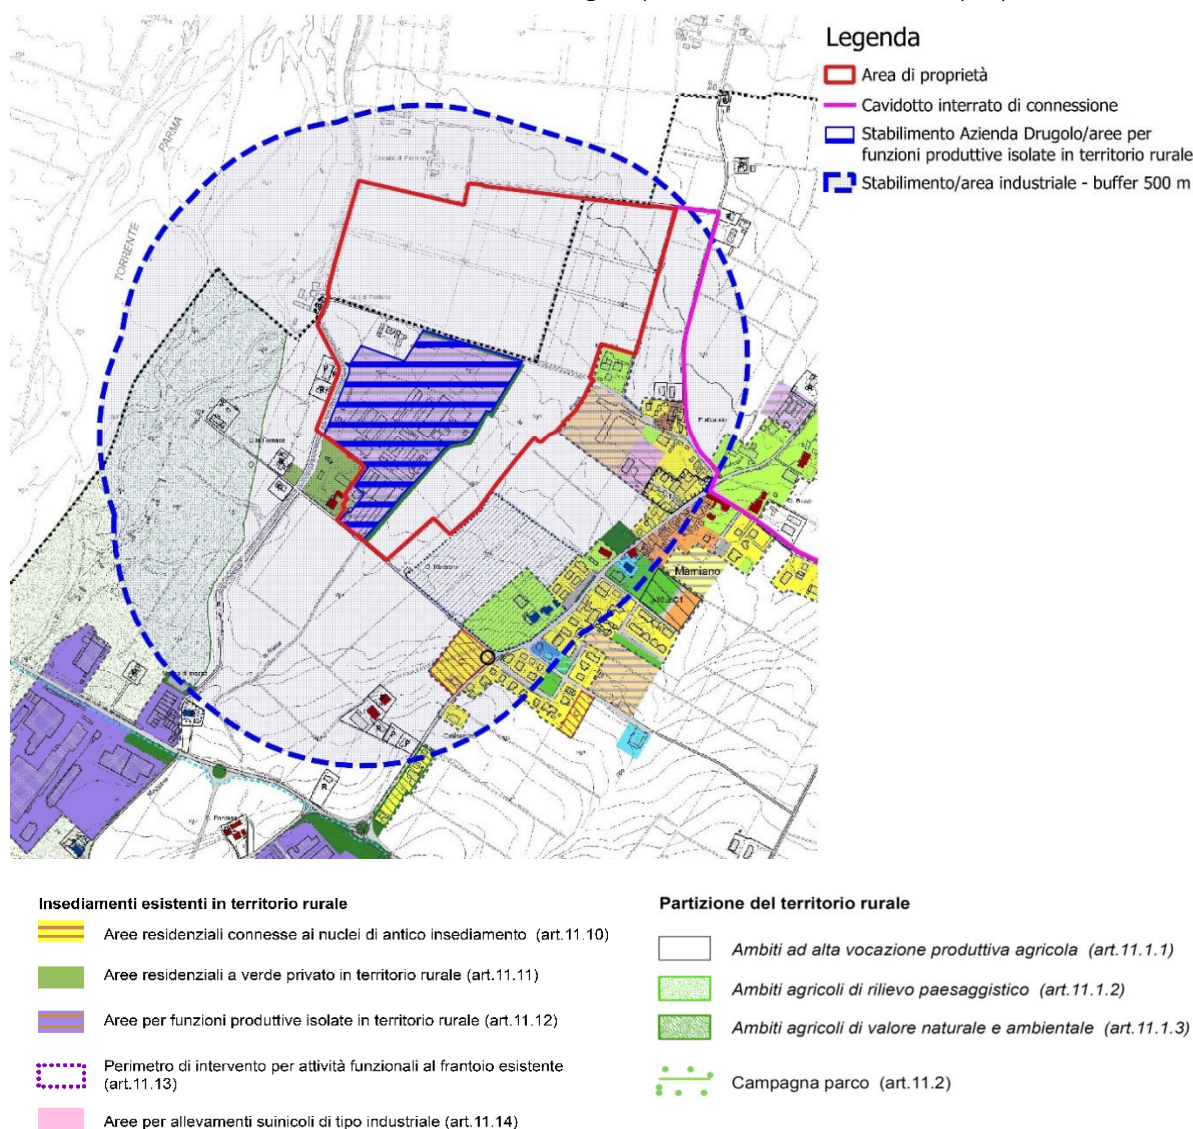 Legenda
Area di proprietà
Cavidotto interrato di connessione
Stabilimento Azienda Drugolo/aree per
funzioni produttive isolate in territorio rurale
Stabilimento/area industriale - buffer 500 m
PARMA
TORRENTE
Mamiano
Insediamenti esistenti in territorio rurale
Aree residenziali connesse ai nuclei di antico insediamento (art.11.10)
Aree residenziali a verde privato in territorio rurale (art.11.11)
Aree per funzioni produttive isolate in territorio rurale (art.11.12)
Perimetro di intervento per attività funzionali al frantoio esistente
(art.11.13)
Aree per allevamenti suinicoli di tipo industriale (art.11.14)
Partizione del territorio rurale
Ambiti ad alta vocazione produttiva agricola (art.11.1.1)
Ambiti agricoli di rilievo paesaggistico (art.11.1.2)
Ambiti agricoli di valore naturale e ambientale (art.11.1.3)
Campagna parco (art.11.2)